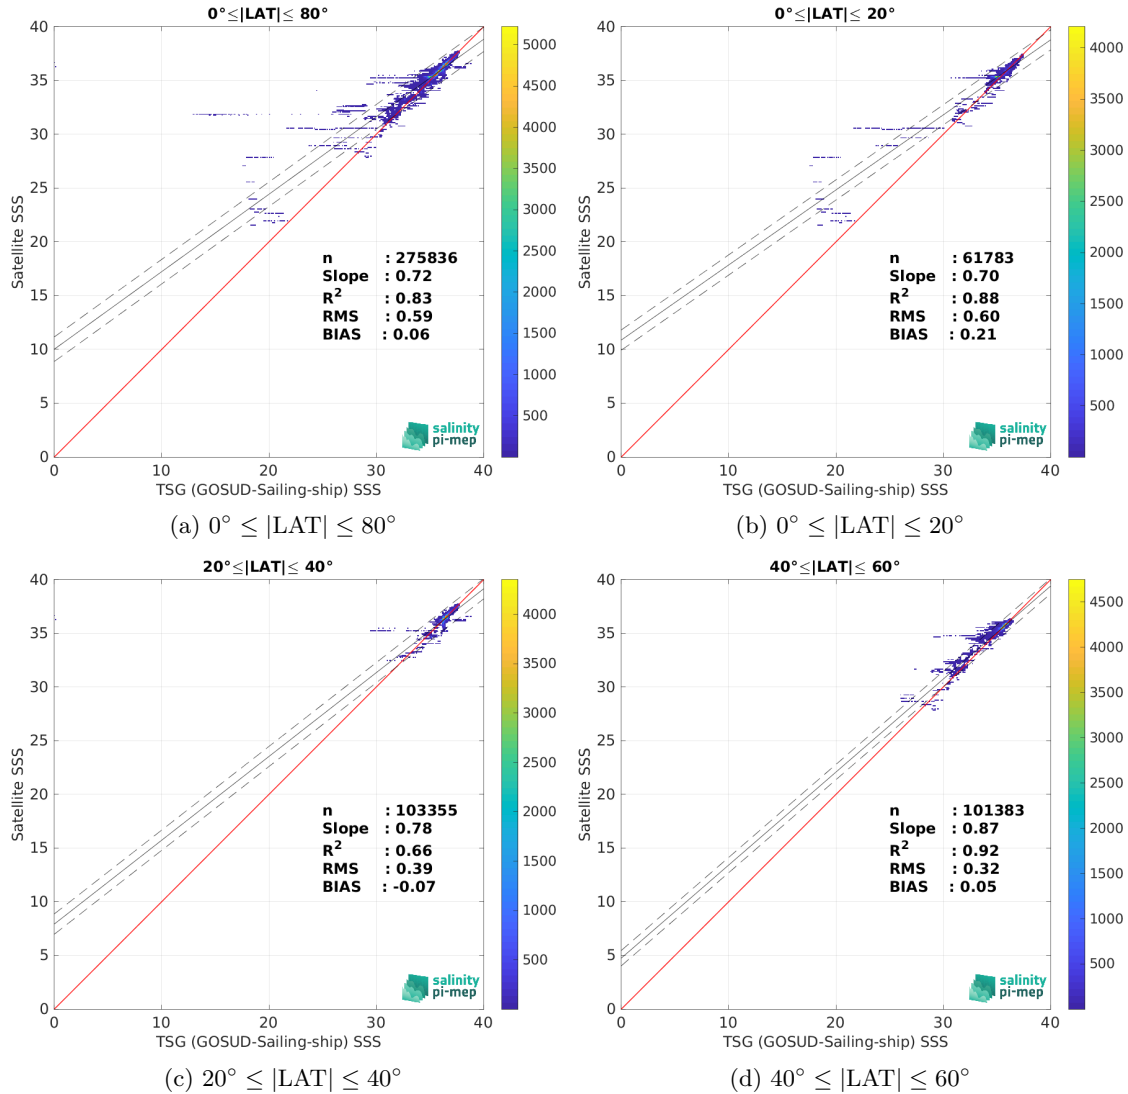 0°≤|LAT|≤ 80°
40
35
30
25
20
15
10
5
0
Satellite SSS
n : 275836
Slope : 0.72
R² : 0.83
RMS : 0.59
BIAS : 0.06
salinity
pi-mep
0 10 20 30 40
TSG (GOSUD-Sailing-ship) SSS
5000
4500
4000
3500
3000
2500
2000
1500
1000
500
(a) 0° ≤ |LAT| ≤ 80°
0°≤|LAT|≤ 20°
40
35
30
25
20
15
10
5
0
Satellite SSS
n : 61783
Slope : 0.70
R² : 0.88
RMS : 0.60
BIAS : 0.21
salinity
pi-mep
0 10 20 30 40
TSG (GOSUD-Sailing-ship) SSS
4000
3500
3000
2500
2000
1500
1000
500
(b) 0° ≤ |LAT| ≤ 20°
20°≤|LAT|≤ 40°
40
35
30
25
20
15
10
5
0
Satellite SSS
n : 103355
Slope : 0.78
R² : 0.66
RMS : 0.39
BIAS : -0.07
salinity
pi-mep
0 10 20 30 40
TSG (GOSUD-Sailing-ship) SSS
4000
3500
3000
2500
2000
1500
1000
500
(c) 20° ≤ |LAT| ≤ 40°
40°≤|LAT|≤ 60°
40
35
30
25
20
15
10
5
0
Satellite SSS
n : 101383
Slope : 0.87
R² : 0.92
RMS : 0.32
BIAS : 0.05
salinity
pi-mep
0 10 20 30 40
TSG (GOSUD-Sailing-ship) SSS
4500
4000
3500
3000
2500
2000
1500
1000
500
(d) 40° ≤ |LAT| ≤ 60°